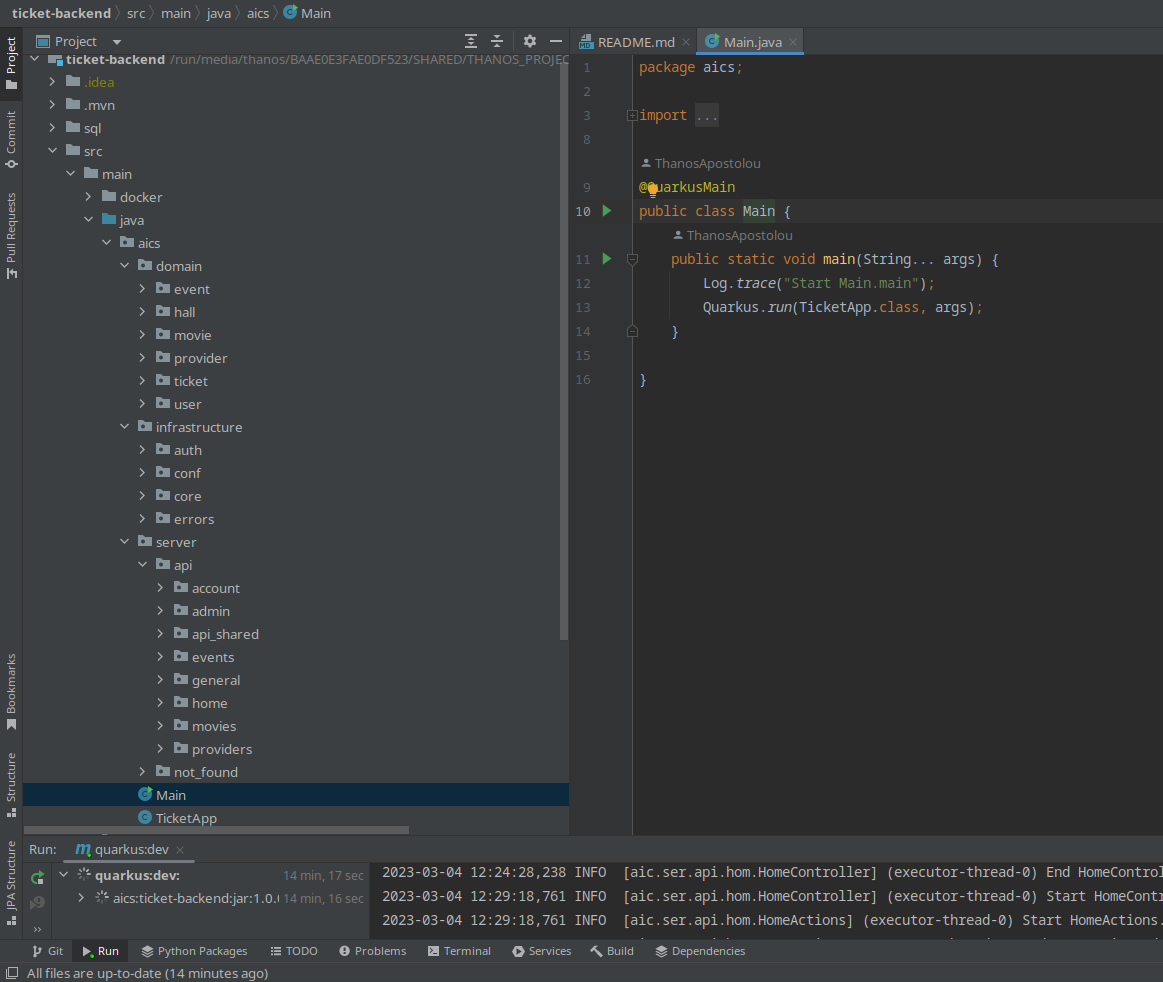 ticket-backend src main java aics Main
Project
README.md
Main.java
ticket-backend /run/media/thanos/BAAE0E3FAE0DF523/SHARED/THANOS_PROJEC
.idea
.mvn
sql
src
main
docker
java
aics
domain
event
hall
movie
provider
ticket
user
infrastructure
auth
conf
core
errors
server
api
account
admin
api_shared
events
general
home
movies
providers
not_found
Main
TicketApp
Project
Commit
Pull Requests
Bookmarks
Structure
JPA Structure
1 package aics;
2
3 import ...
8
ThanosApostolou
9 @QuarkusMain
10 public class Main {
ThanosApostolou
11 public static void main(String... args) {
12 Log.trace("Start Main.main");
13 Quarkus.run(TicketApp.class, args);
14 }
15
16 }
Run: quarkus:dev
quarkus:dev: 14 min, 17 sec
aics:ticket-backend:jar:1.0. 14 min, 16 sec
2023-03-04 12:24:28,238 INFO [aic.ser.api.hom.HomeController] (executor-thread-0) End HomeControl
2023-03-04 12:29:18,761 INFO [aic.ser.api.hom.HomeController] (executor-thread-0) Start HomeContr
2023-03-04 12:29:18,761 INFO [aic.ser.api.hom.HomeActions] (executor-thread-0) Start HomeActions.
Git Run Python Packages TODO Problems Terminal Services Build Dependencies
All files are up-to-date (14 minutes ago)